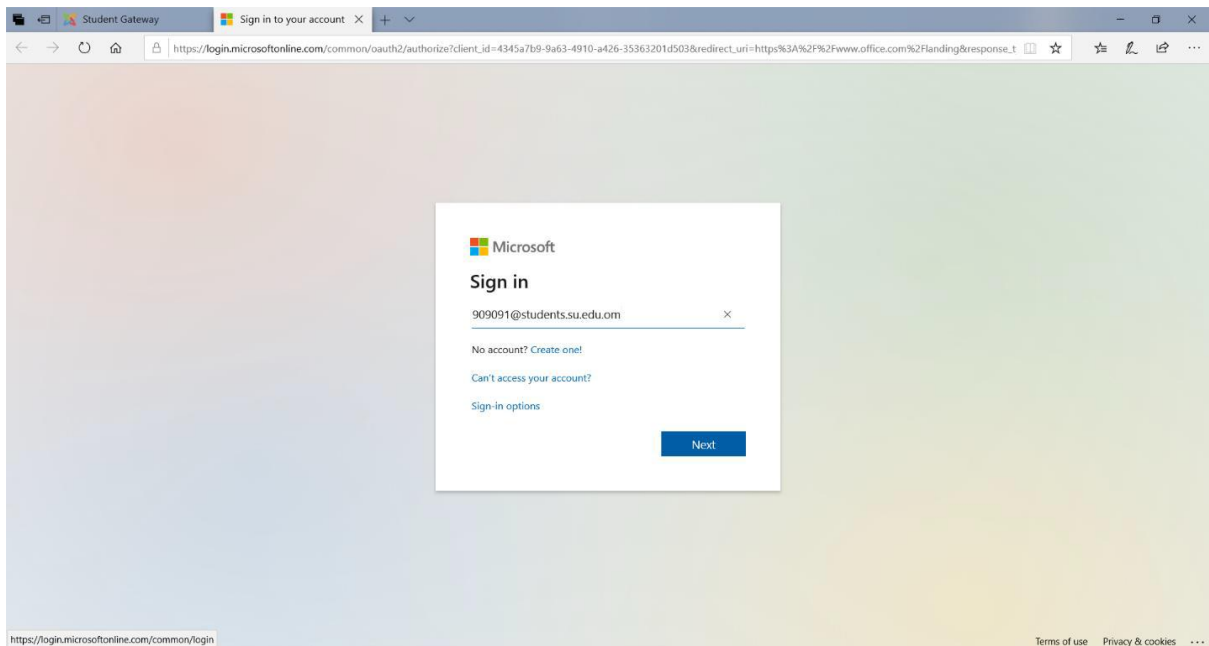 Student Gateway
Sign in to your account
https://login.microsoftonline.com/common/oauth2/authorize?client_id=4345a7b9-9a63-4910-a426-35363201d503&redirect_uri=https%3A%2F%2Fwww.office.com%2Flanding&response_t
Microsoft
Sign in
909091@students.su.edu.om
No account? Create one!
Can't access your account?
Sign-in options
Next
https://login.microsoftonline.com/common/login
Terms of use Privacy & cookies ...